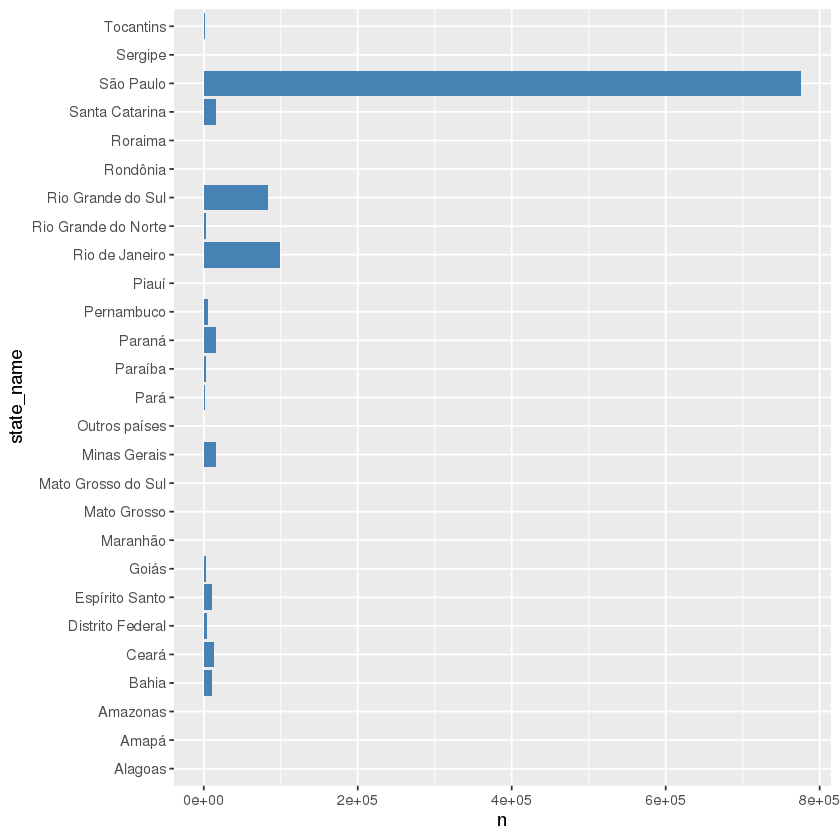 Tocantins
Sergipe
São Paulo
Santa Catarina
Roraima
Rondônia
Rio Grande do Sul
Rio Grande do Norte
Rio de Janeiro
Piauí
Pernambuco
Paraná
Paraíba
Pará
Outros países
Minas Gerais
Mato Grosso do Sul
Mato Grosso
Maranhão
Goiás
Espírito Santo
Distrito Federal
Ceará
Bahia
Amazonas
Amapá
Alagoas
state_name
0e+00 2e+05 4e+05 6e+05 8e+05
n